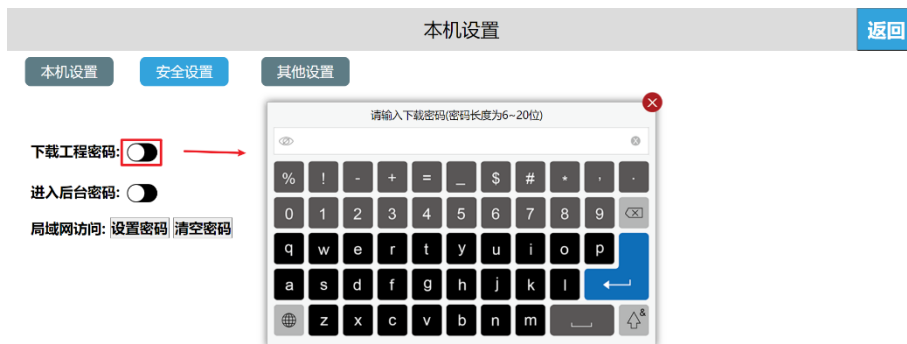 本机设置
返回
本机设置 安全设置 其他设置
请输入下载密码(密码长度为6~20位)
下载工程密码:
进入后台密码:
局域网访问: 设置密码 清空密码
% ! - + = _ $ # * , .
0 1 2 3 4 5 6 7 8 9
q w e r t y u i o p
a s d f g h j k l
z x c v b n m &